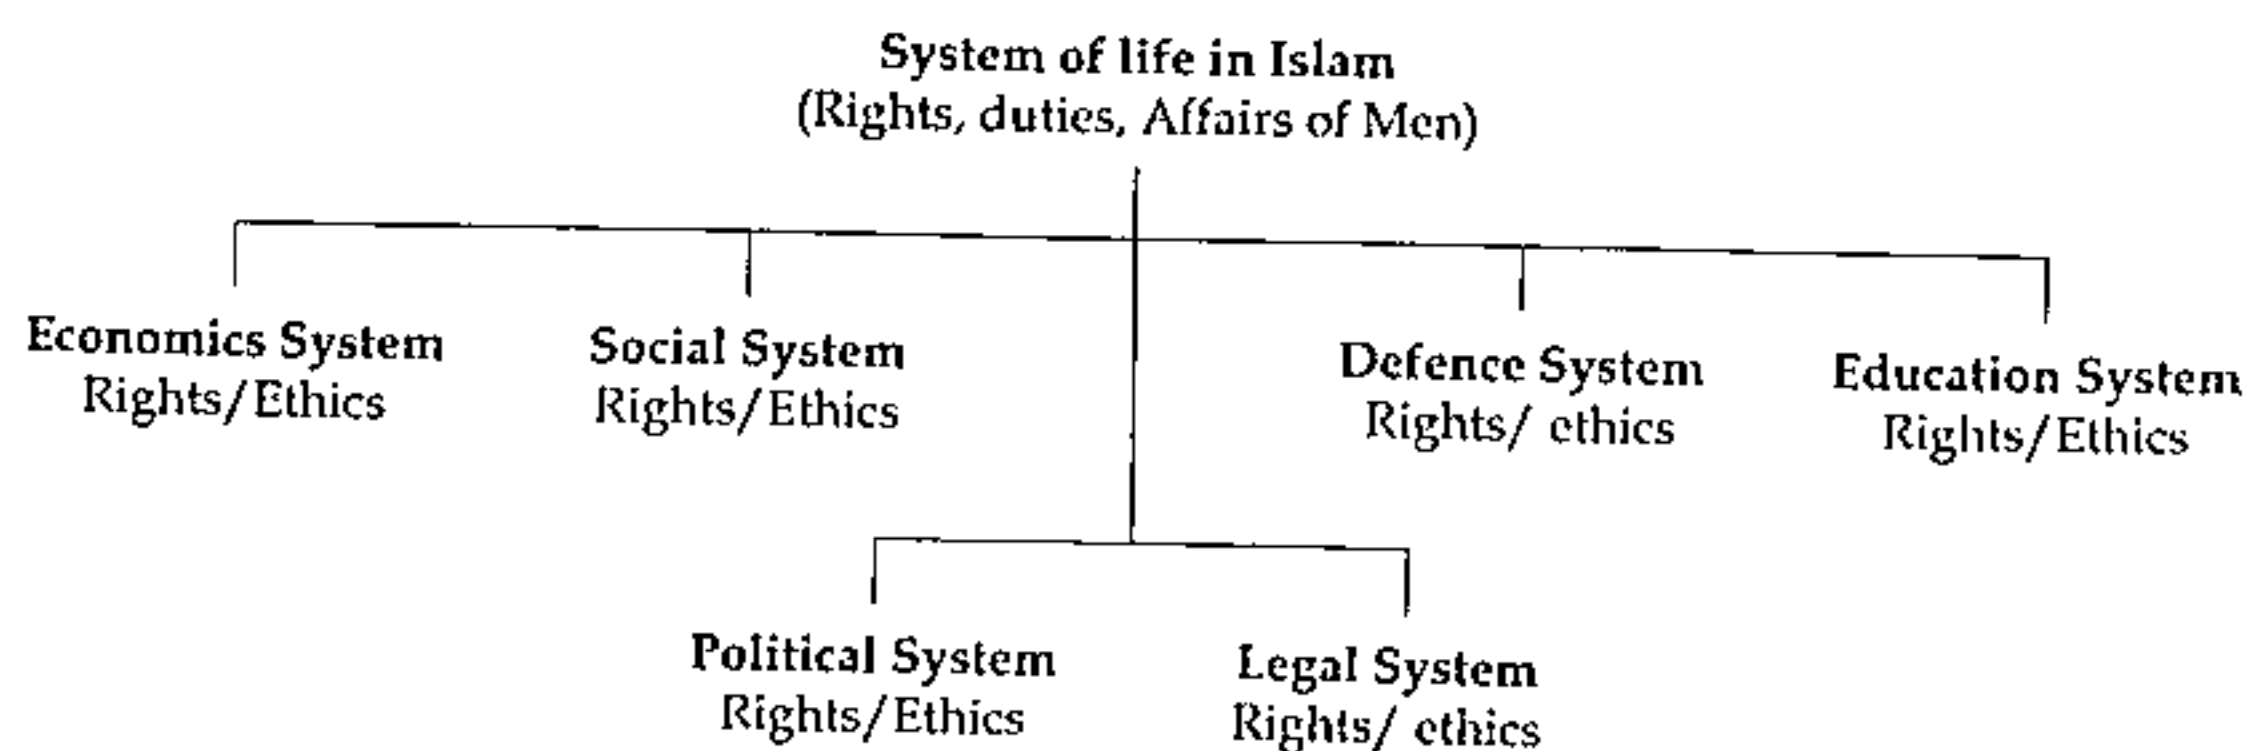 System of life in Islam
(Rights, duties, Affairs of Men)
Economics System
Rights/Ethics
Social System
Rights/Ethics
Defence System
Rights/ ethics
Education System
Rights/Ethics
Political System
Rights/Ethics
Legal System
Rights/ ethics